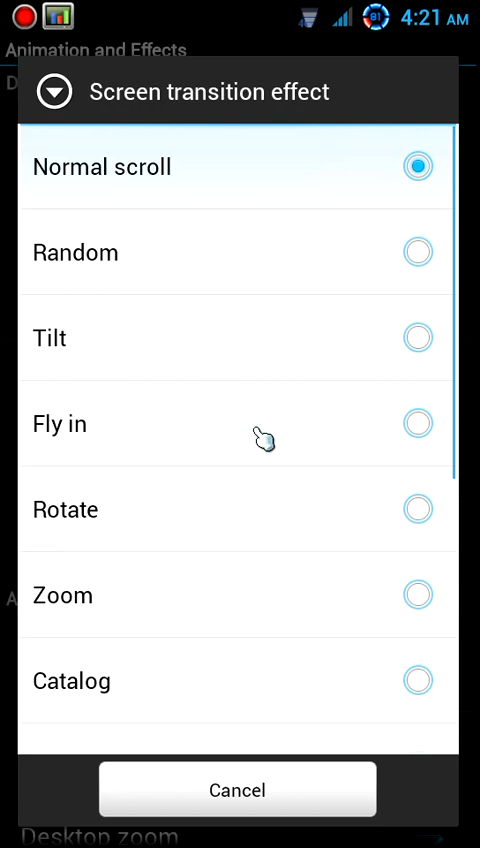 4:21 AM
Animation and Effects
D
Screen transition effect
Normal scroll
Random
Tilt
Fly in
Rotate
Zoom
A
Catalog
Cancel
Desktop zoom